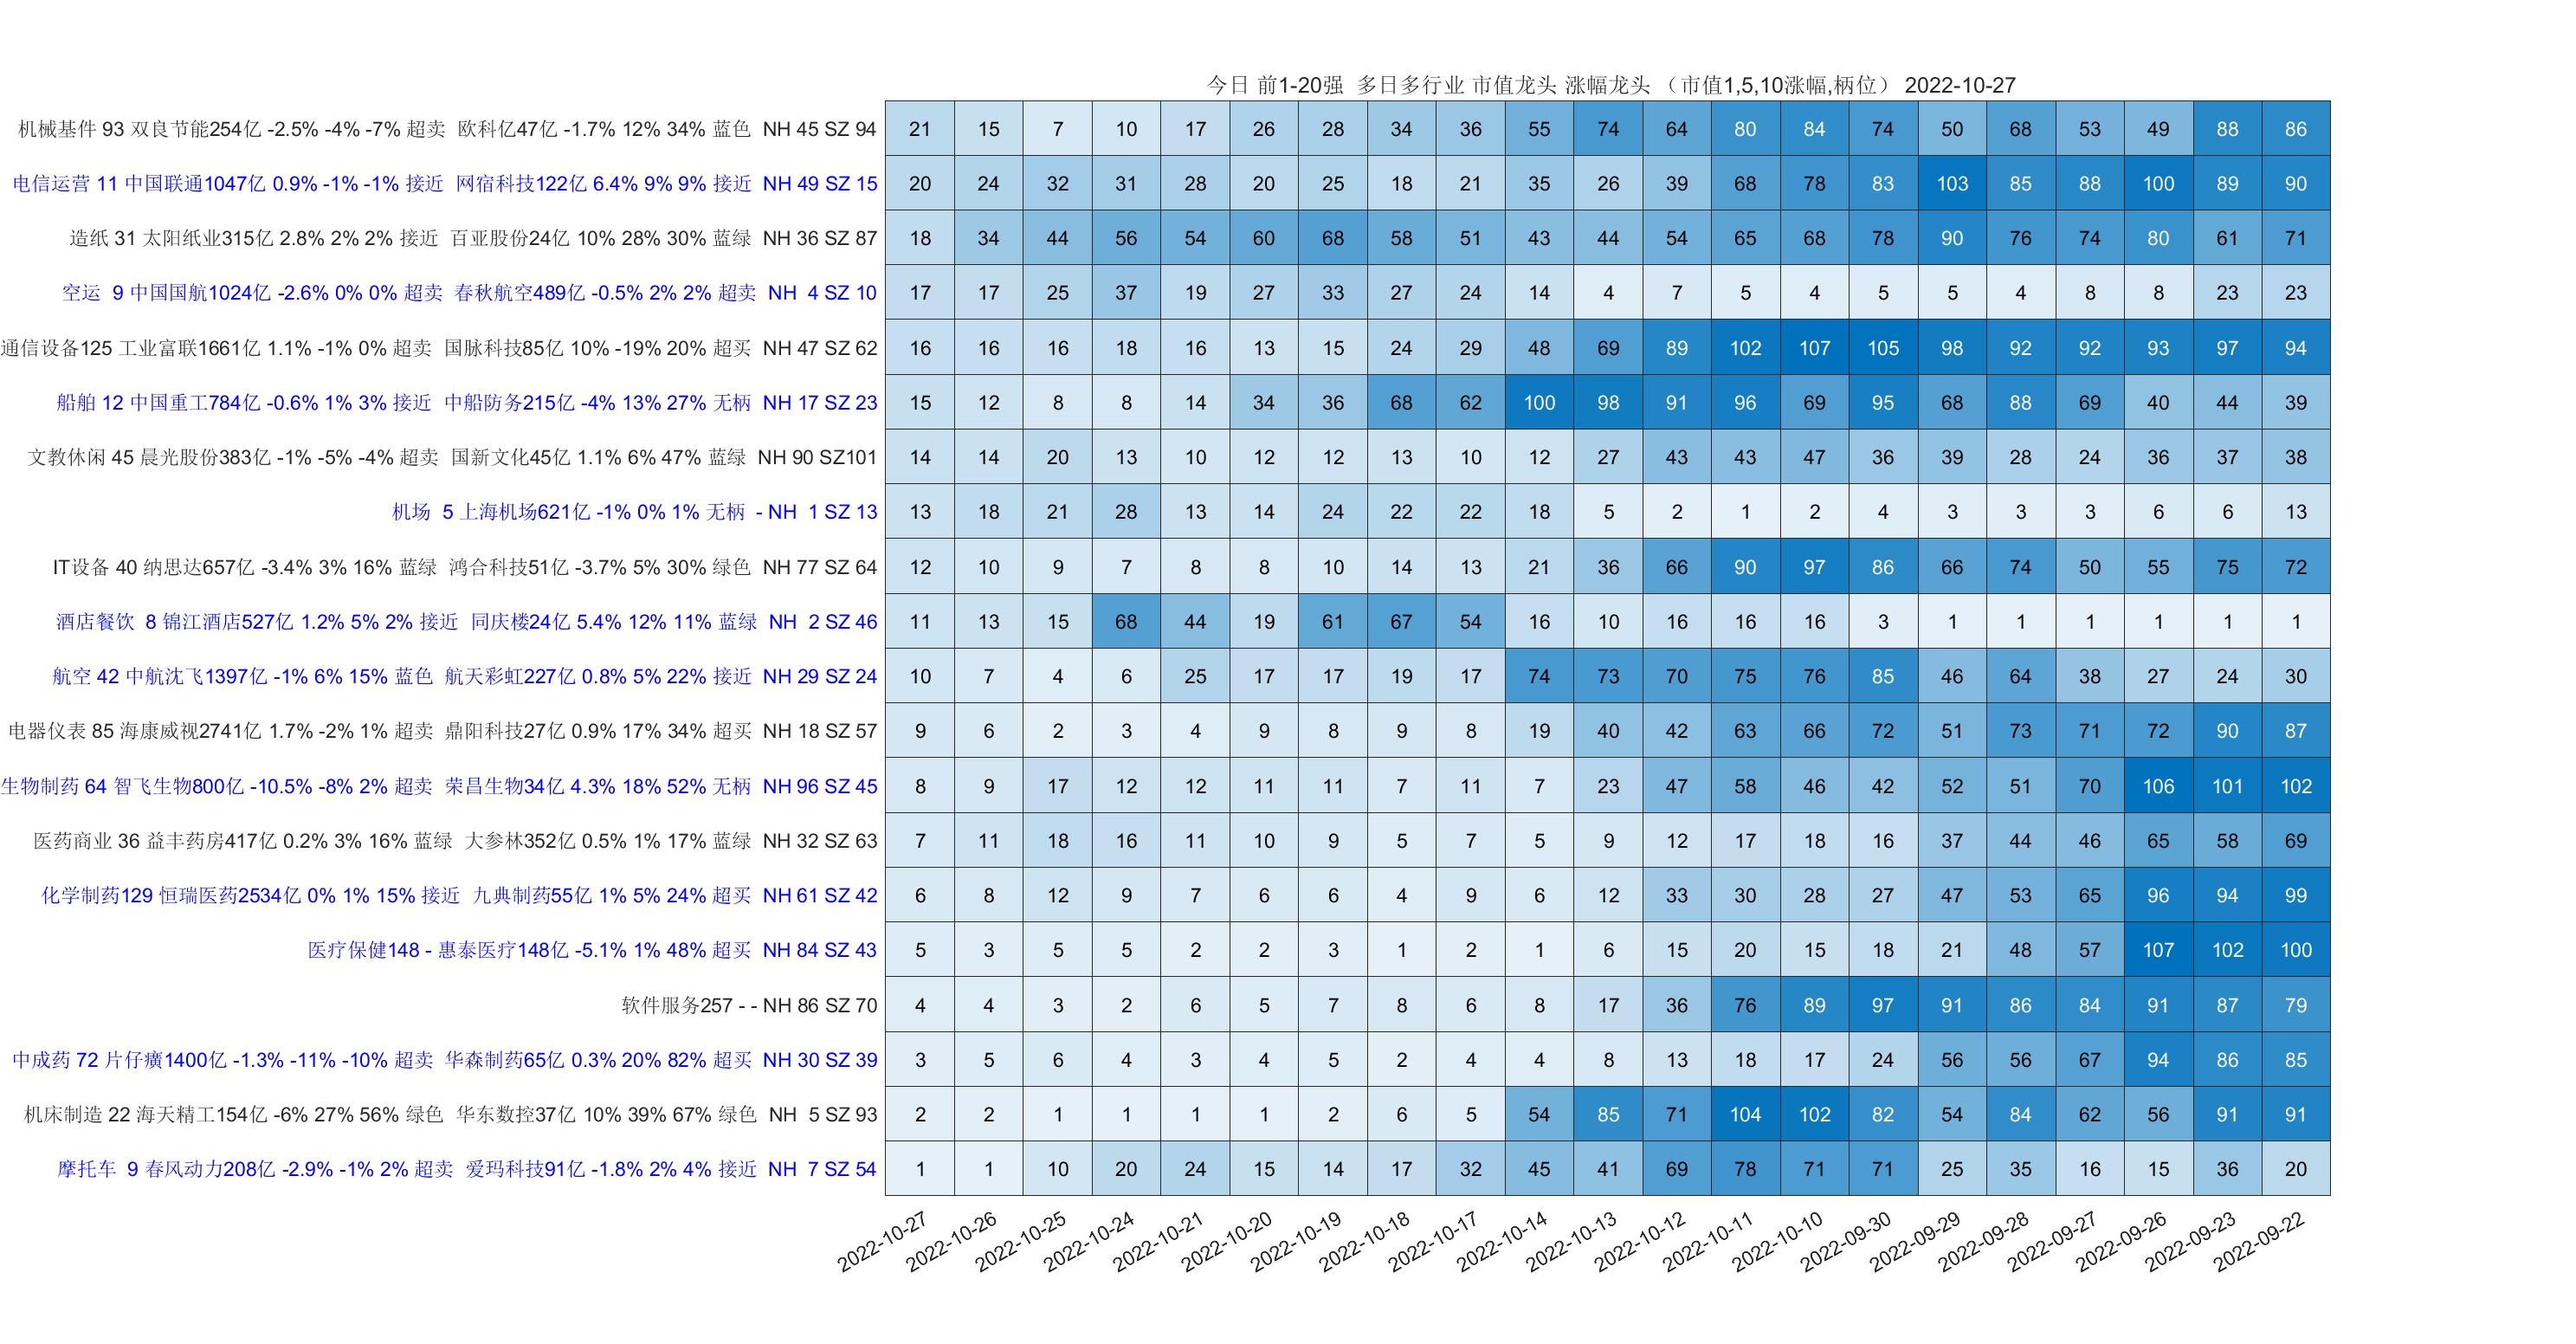 今日 前1-20强 多日多行业 市值龙头 涨幅龙头 （市值1,5,10涨幅,柄位） 2022-10-27
机械基件 93 双良节能254亿 -2.5% -4% -7% 超卖 欧科亿47亿 -1.7% 12% 34% 蓝色 NH 45 SZ 94 21 15 7 10 17 26 28 34 36 55 74 64 80 84 74 50 68 53 49 88 86
电信运营 11 中国联通1047亿 0.9% -1% -1% 接近 网宿科技122亿 6.4% 9% 9% 接近 NH 49 SZ 15 20 24 32 31 28 20 25 18 21 35 26 39 68 78 83 103 85 88 100 89 90
造纸 31 太阳纸业315亿 2.8% 2% 2% 接近 百亚股份24亿 10% 28% 30% 蓝绿 NH 36 SZ 87 18 34 44 56 54 60 68 58 51 43 44 54 65 68 78 90 76 74 80 61 71
空运 9 中国国航1024亿 -2.6% 0% 0% 超卖 春秋航空489亿 -0.5% 2% 2% 超卖 NH 4 SZ 10 17 17 25 37 19 27 33 27 24 14 4 7 5 4 5 5 4 8 8 23 23
通信设备125 工业富联1661亿 1.1% -1% 0% 超卖 国脉科技85亿 10% -19% 20% 超买 NH 47 SZ 62 16 16 16 18 16 13 15 24 29 48 69 89 102 107 105 98 92 92 93 97 94
船舶 12 中国重工784亿 -0.6% 1% 3% 接近 中船防务215亿 -4% 13% 27% 无柄 NH 17 SZ 23 15 12 8 8 14 34 36 68 62 100 98 91 96 69 95 68 88 69 40 44 39
文教休闲 45 晨光股份383亿 -1% -5% -4% 超卖 国新文化45亿 1.1% 6% 47% 蓝绿 NH 90 SZ101 14 14 20 13 10 12 12 13 10 12 27 43 43 47 36 39 28 24 36 37 38
机场 5 上海机场621亿 -1% 0% 1% 无柄 - NH 1 SZ 13 13 18 21 28 13 14 24 22 22 18 5 2 1 2 4 3 3 3 6 6 13
IT设备 40 纳思达657亿 -3.4% 3% 16% 蓝绿 鸿合科技51亿 -3.7% 5% 30% 绿色 NH 77 SZ 64 12 10 9 7 8 8 10 14 13 21 36 66 90 97 86 66 74 50 55 75 72
酒店餐饮 8 锦江酒店527亿 1.2% 5% 2% 接近 同庆楼24亿 5.4% 12% 11% 蓝绿 NH 2 SZ 46 11 13 15 68 44 19 61 67 54 16 10 16 16 16 3 1 1 1 1 1 1
航空 42 中航沈飞1397亿 -1% 6% 15% 蓝色 航天彩虹227亿 0.8% 5% 22% 接近 NH 29 SZ 24 10 7 4 6 25 17 17 19 17 74 73 70 75 76 85 46 64 38 27 24 30
电器仪表 85 海康威视2741亿 1.7% -2% 1% 超卖 鼎阳科技27亿 0.9% 17% 34% 超买 NH 18 SZ 57 9 6 2 3 4 9 8 9 8 19 40 42 63 66 72 51 73 71 72 90 87
生物制药 64 智飞生物800亿 -10.5% -8% 2% 超卖 荣昌生物34亿 4.3% 18% 52% 无柄 NH 96 SZ 45 8 9 17 12 12 11 11 7 11 7 23 47 58 46 42 52 51 70 106 101 102
医药商业 36 益丰药房417亿 0.2% 3% 16% 蓝绿 大参林352亿 0.5% 1% 17% 蓝绿 NH 32 SZ 63 7 11 18 16 11 10 9 5 7 5 9 12 17 18 16 37 44 46 65 58 69
化学制药129 恒瑞医药2534亿 0% 1% 15% 接近 九典制药55亿 1% 5% 24% 超买 NH 61 SZ 42 6 8 12 9 7 6 6 4 9 6 12 33 30 28 27 47 53 65 96 94 99
医疗保健148 - 惠泰医疗148亿 -5.1% 1% 48% 超买 NH 84 SZ 43 5 3 5 5 2 2 3 1 2 1 6 15 20 15 18 21 48 57 107 102 100
软件服务257 - - NH 86 SZ 70 4 4 3 2 6 5 7 8 6 8 17 36 76 89 97 91 86 84 91 87 79
中成药 72 片仔癀1400亿 -1.3% -11% -10% 超卖 华森制药65亿 0.3% 20% 82% 超买 NH 30 SZ 39 3 5 6 4 3 4 5 2 4 4 8 13 18 17 24 56 56 67 94 86 85
机床制造 22 海天精工154亿 -6% 27% 56% 绿色 华东数控37亿 10% 39% 67% 绿色 NH 5 SZ 93 2 2 1 1 1 1 2 6 5 54 85 71 104 102 82 54 84 62 56 91 91
摩托车 9 春风动力208亿 -2.9% -1% 2% 超卖 爱玛科技91亿 -1.8% 2% 4% 接近 NH 7 SZ 54 1 1 10 20 24 15 14 17 32 45 41 69 78 71 71 25 35 16 15 36 20
2022-10-27 2022-10-26 2022-10-25 2022-10-24 2022-10-21 2022-10-20 2022-10-19 2022-10-18 2022-10-17 2022-10-14 2022-10-13 2022-10-12 2022-10-11 2022-10-10 2022-09-30 2022-09-29 2022-09-28 2022-09-27 2022-09-26 2022-09-23 2022-09-22